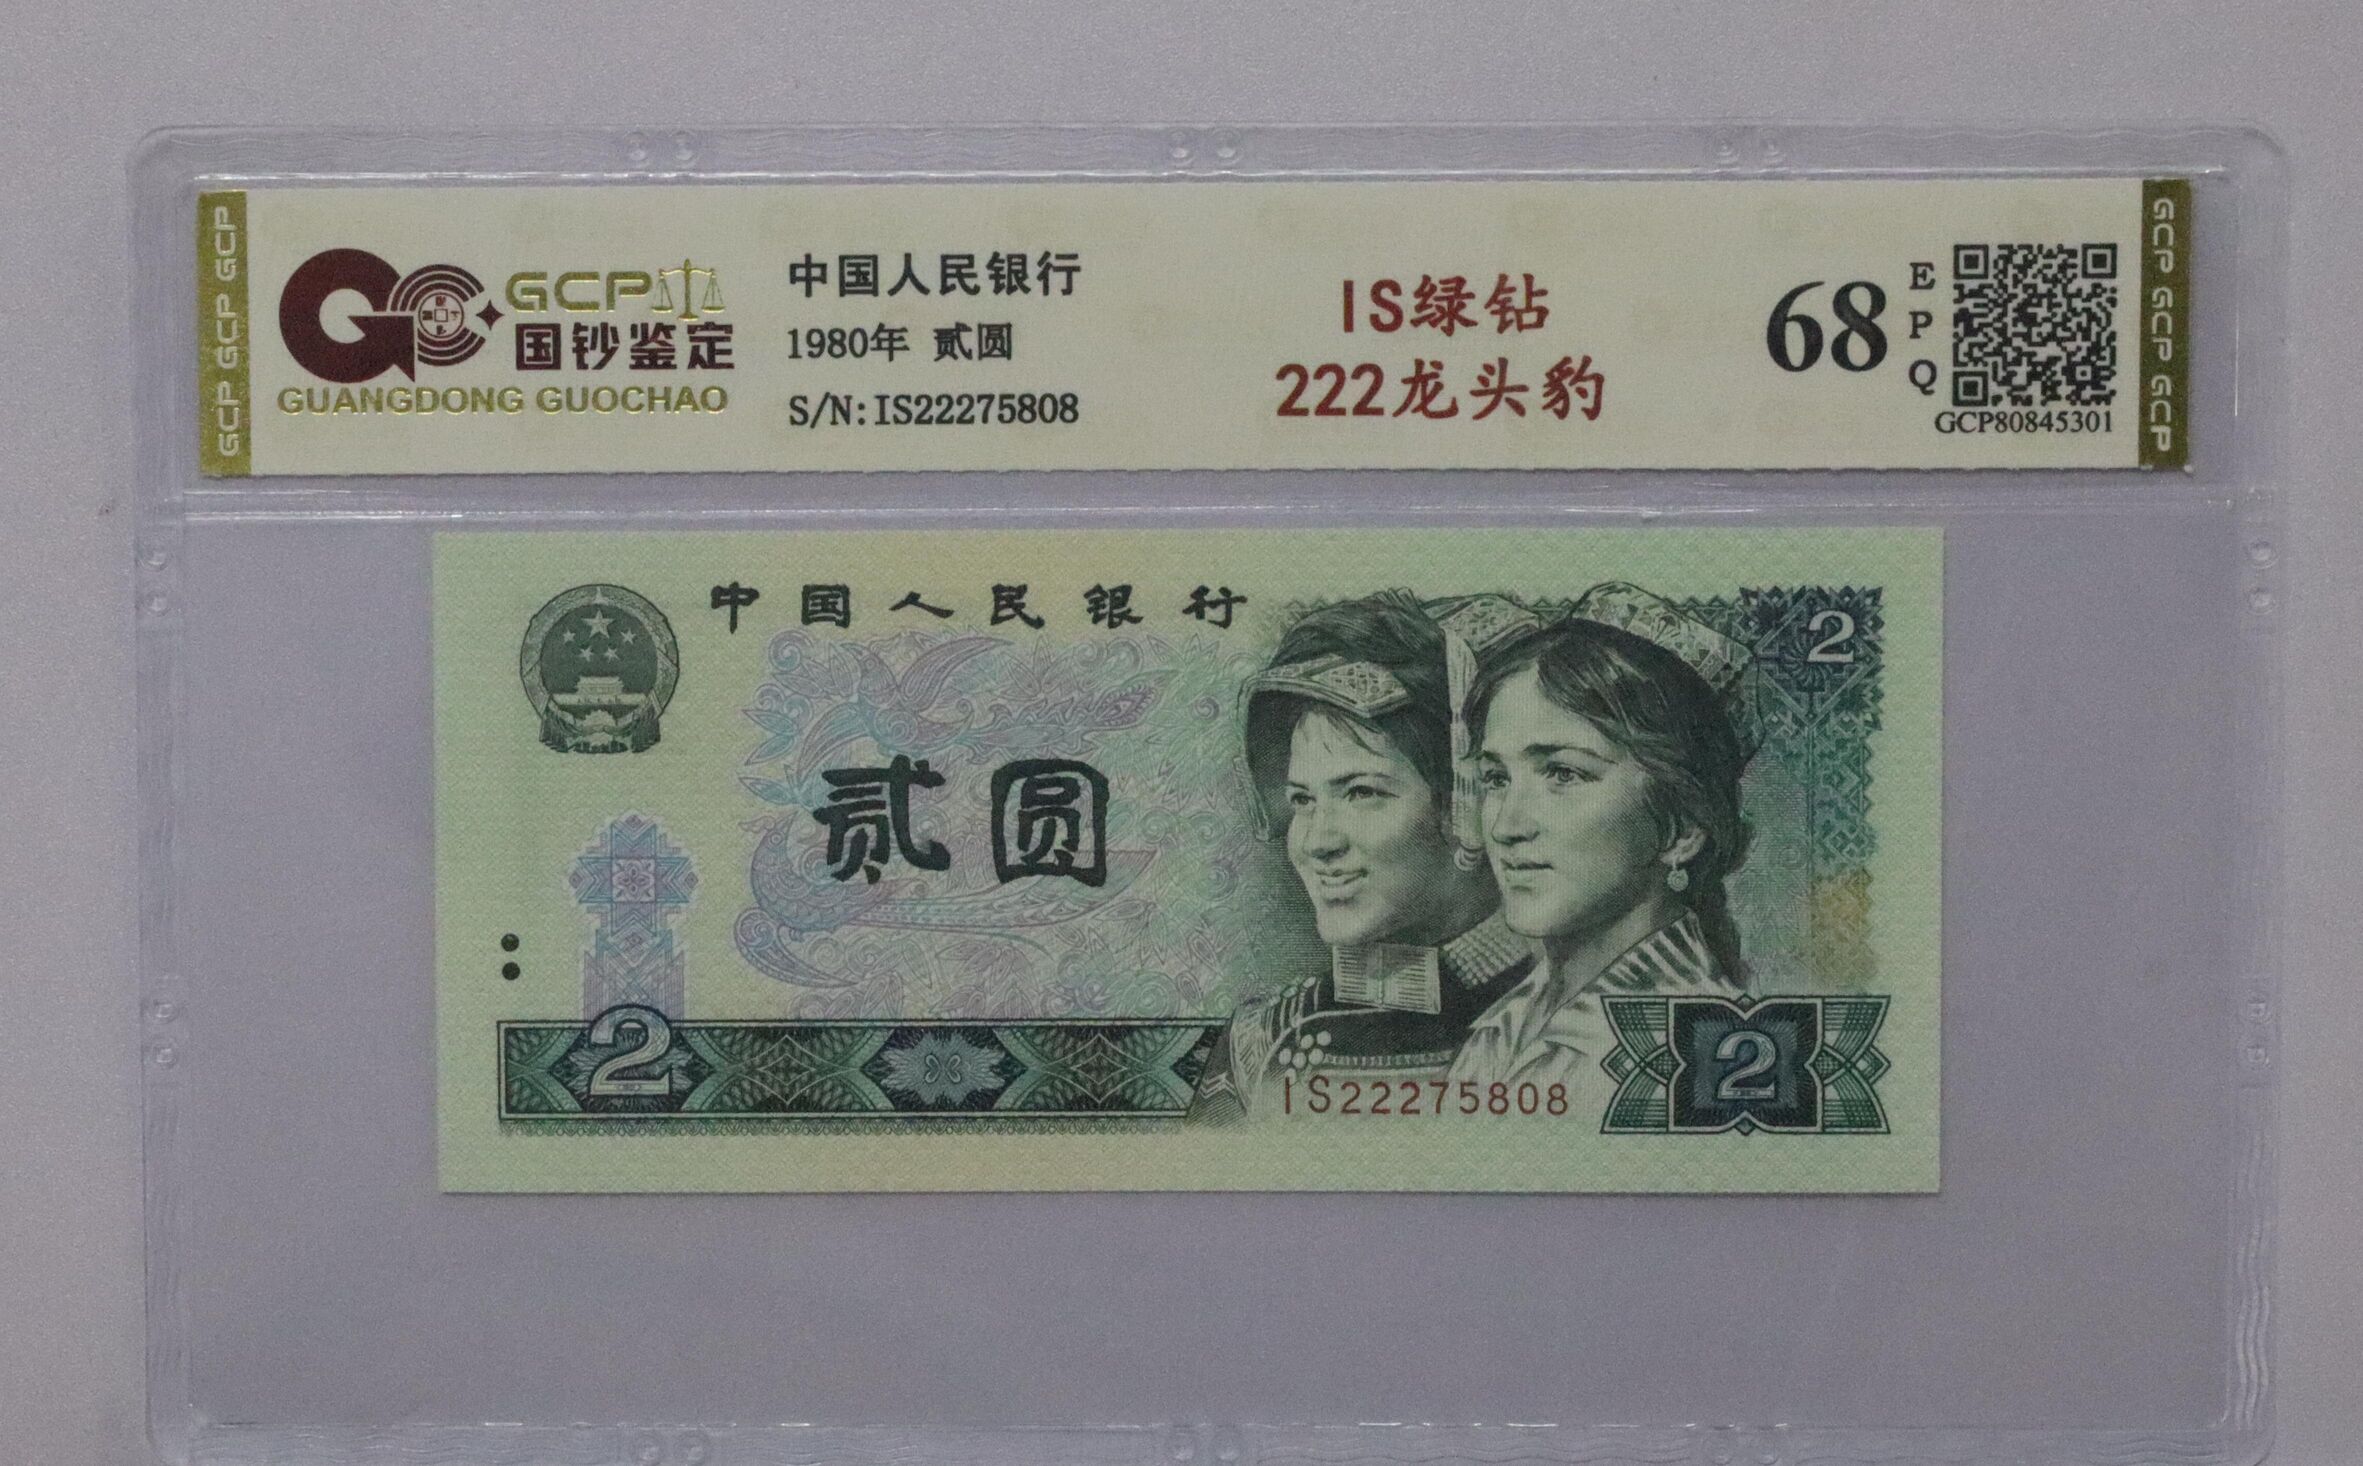 GCP GCP GCP
GCP
国钞鉴定
GUANGDONG GUOCHAO
中国人民银行
1980年 贰圆
S/N:IS22275808
IS绿钻
222龙头豹
68
EPQ
GCP80845301
GCP GCP GCP
中国人民银行
2
贰圆
2
IS22275808
2